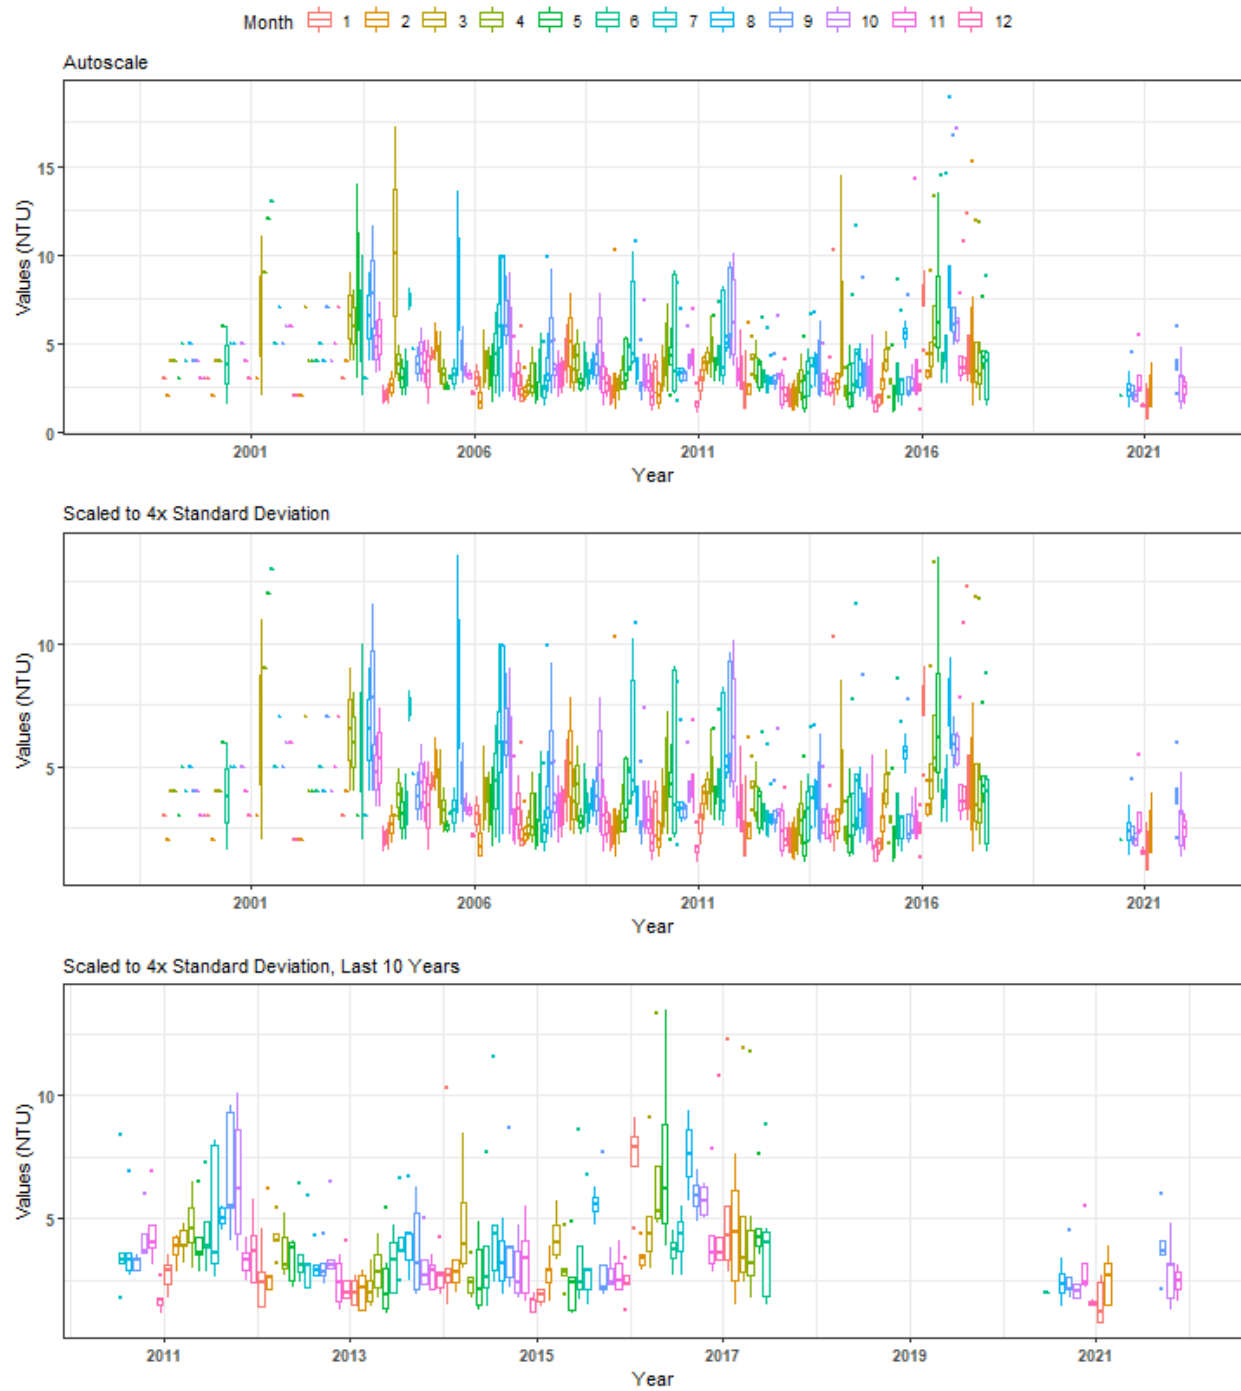 Month 1 2 3 4 5 6 7 8 9 10 11 12
Autoscale
Values (NTU)
15
10
5
0
2001 2006 2011 2016 2021
Year
Scaled to 4x Standard Deviation
Values (NTU)
10
5
2001 2006 2011 2016 2021
Year
Scaled to 4x Standard Deviation, Last 10 Years
Values (NTU)
10
5
2011 2013 2015 2017 2019 2021
Year